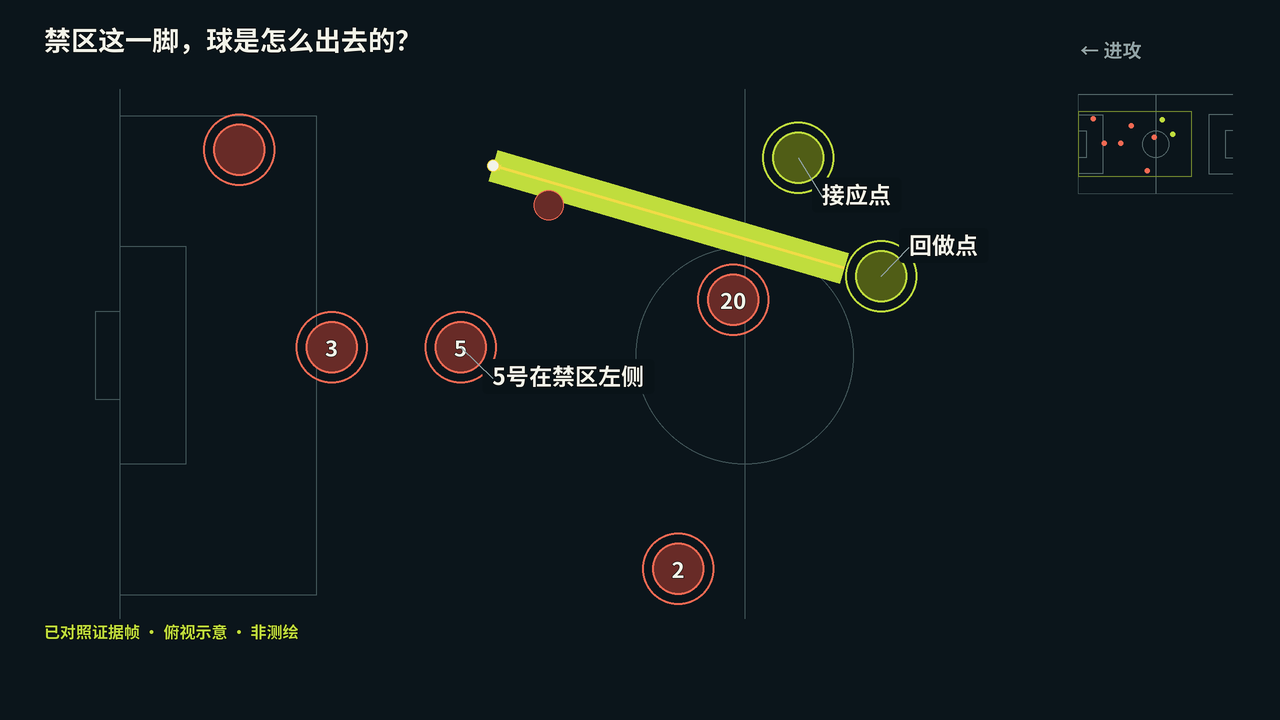 禁区这一脚，球是怎么出去的？
← 进攻
接应点
回做点
20
3
5
5号在禁区左侧
2
已对照证据帧 · 俯视示意 · 非测绘